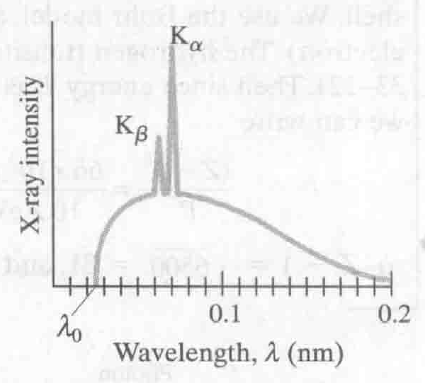 Kα
Kβ
X-ray intensity
λ0
0.1
0.2
Wavelength, λ (nm)